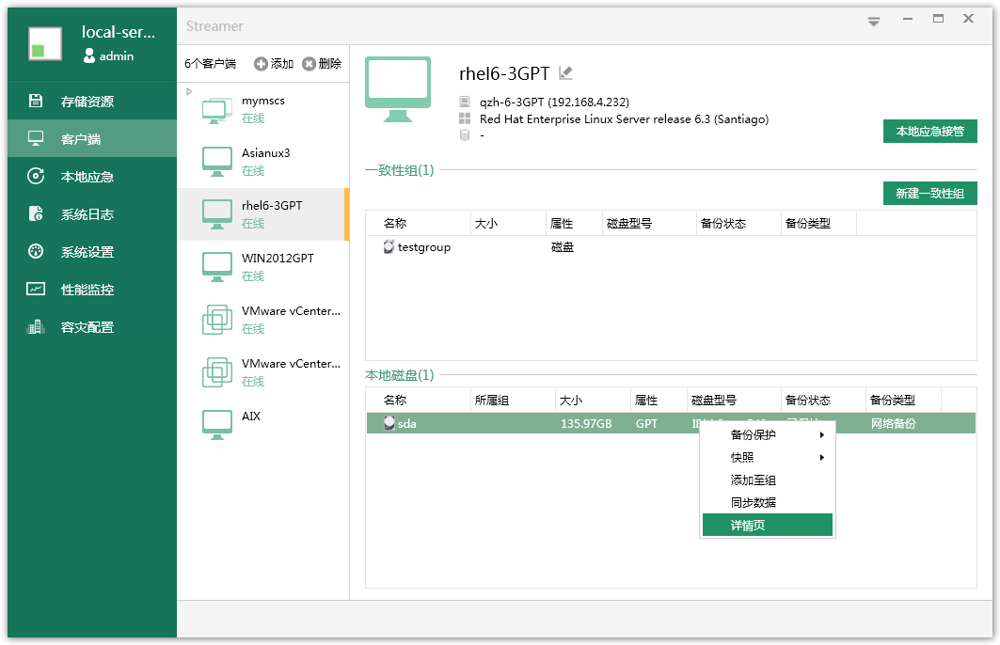 local-ser...
admin
存储资源
客户端
本地应急
系统日志
系统设置
性能监控
容灾配置
Streamer
6个客户端 添加 删除
mymscs
在线
Asianux3
在线
rhel6-3GPT
在线
WIN2012GPT
在线
VMware vCenter...
在线
VMware vCenter...
在线
AIX
rhel6-3GPT
qzh-6-3GPT (192.168.4.232)
Red Hat Enterprise Linux Server release 6.3 (Santiago)
-
本地应急接管
一致性组(1)
新建一致性组
名称 大小 属性 磁盘型号 备份状态 备份类型
testgroup 磁盘
本地磁盘(1)
名称 所属组 大小 属性 磁盘型号 备份状态 备份类型
sda 135.97GB GPT 网络备份
备份保护
快照
添加至组
同步数据
详情页